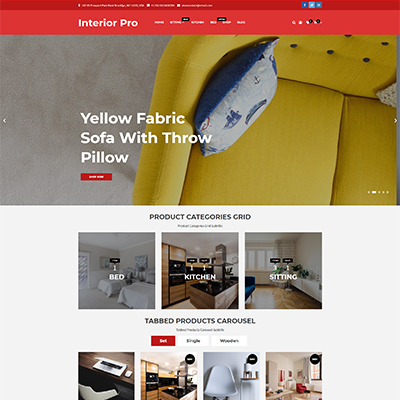 Interior Pro
HOME
SITTING
KITCHEN
BED
SHOP
BLOG
Yellow Fabric
Sofa With Throw
Pillow
SHOP NOW
PRODUCT CATEGORIES GRID
Product Categories Grid Subtitle
BED
KITCHEN
SITTING
TABBED PRODUCTS CAROUSEL
Tabbed Products Carousel Subtitle
Set
Single
Wooden